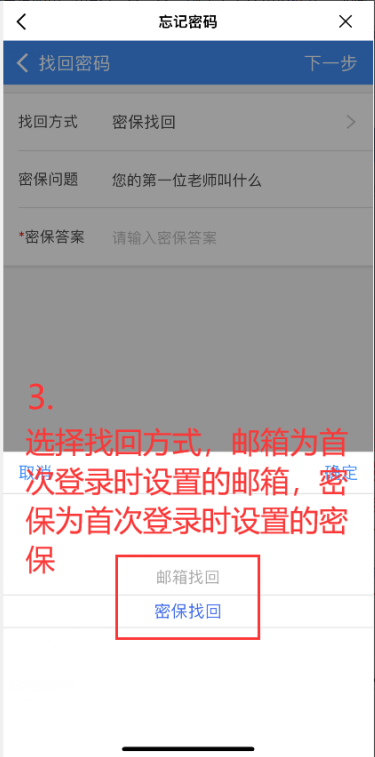 忘记密码
找回密码 下一步
找回方式 密保找回
密保问题 您的第一位老师叫什么
*密保答案 请输入密保答案
3.
选择找回方式，邮箱为首
取消 确定
次登录时设置的邮箱，密
保为首次登录时设置的密
保
邮箱找回
密保找回